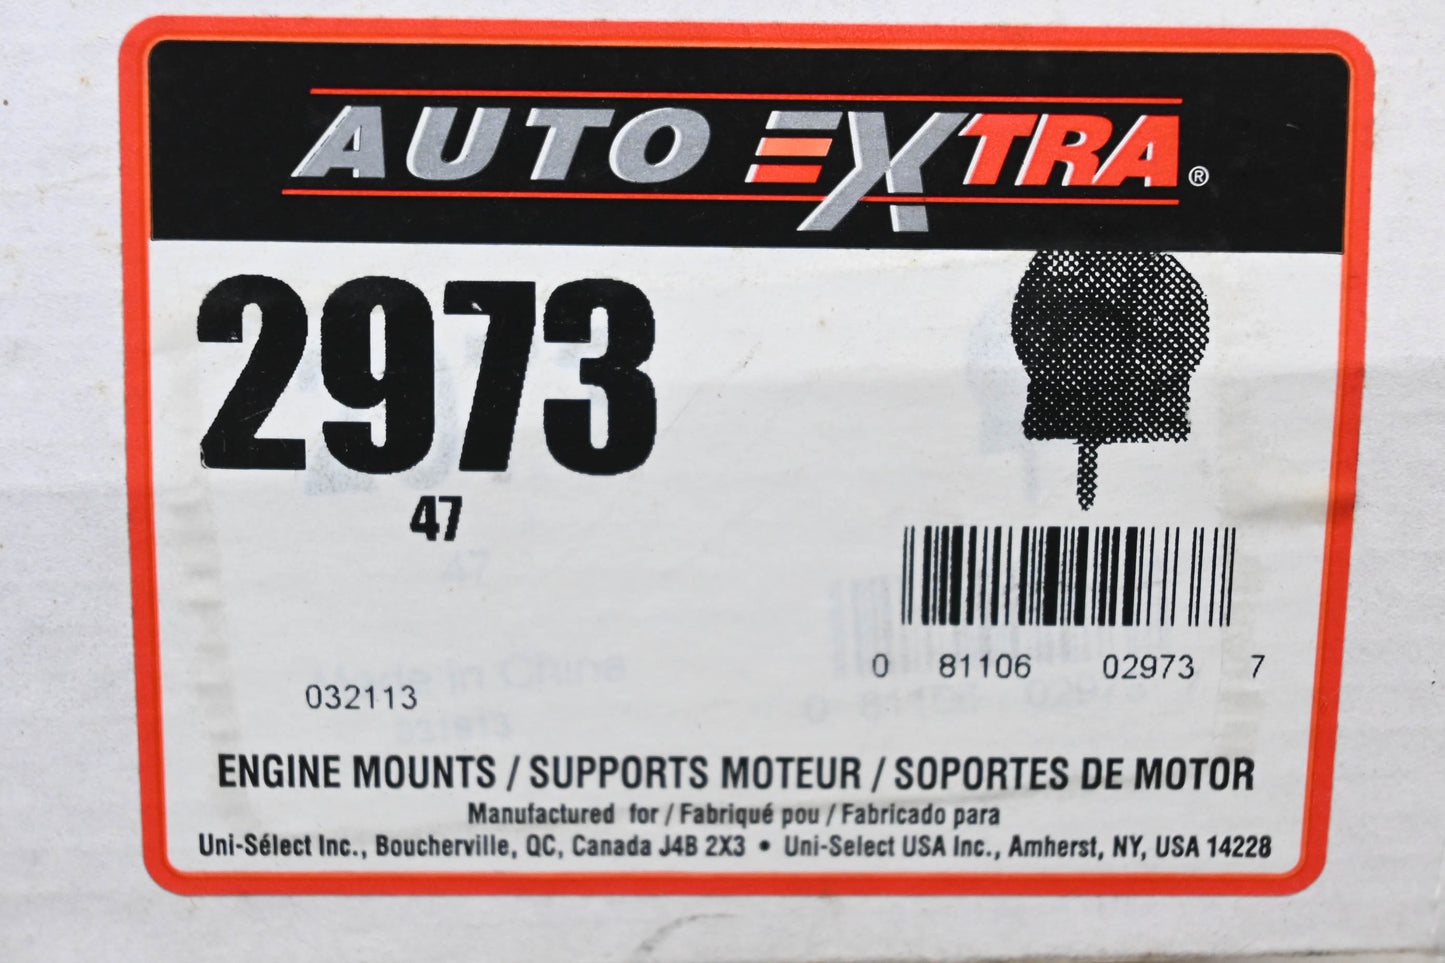 AUTO EXTRA®
2973
47
0 81106 02973 7
032113
ENGINE MOUNTS / SUPPORTS MOTEUR / SOPORTES DE MOTOR
Manufactured for / Fabriqué pou / Fabricado para
Uni-Sélect Inc., Boucherville, QC, Canada J4B 2X3 • Uni-Select USA Inc., Amherst, NY, USA 14228